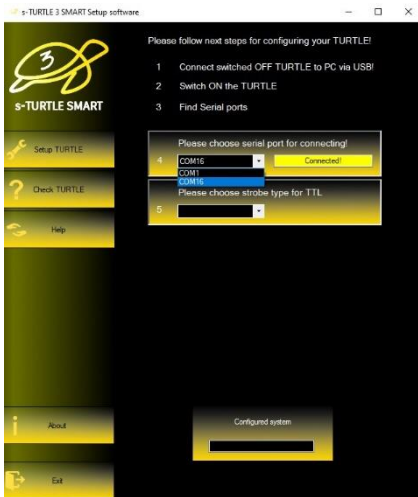 s-TURTLE 3 SMART Setup software
3
s-TURTLE SMART
Setup TURTLE
Check TURTLE
Help
About
Exit
Please follow next steps for configuring your TURTLE!
1 Connect switched OFF TURTLE to PC via USB!
2 Switch ON the TURTLE
3 Find Serial ports
Please choose serial port for connecting!
4 COM16 Connected!
COM1
COM16
Please choose strobe type for TTL
5
Configured system